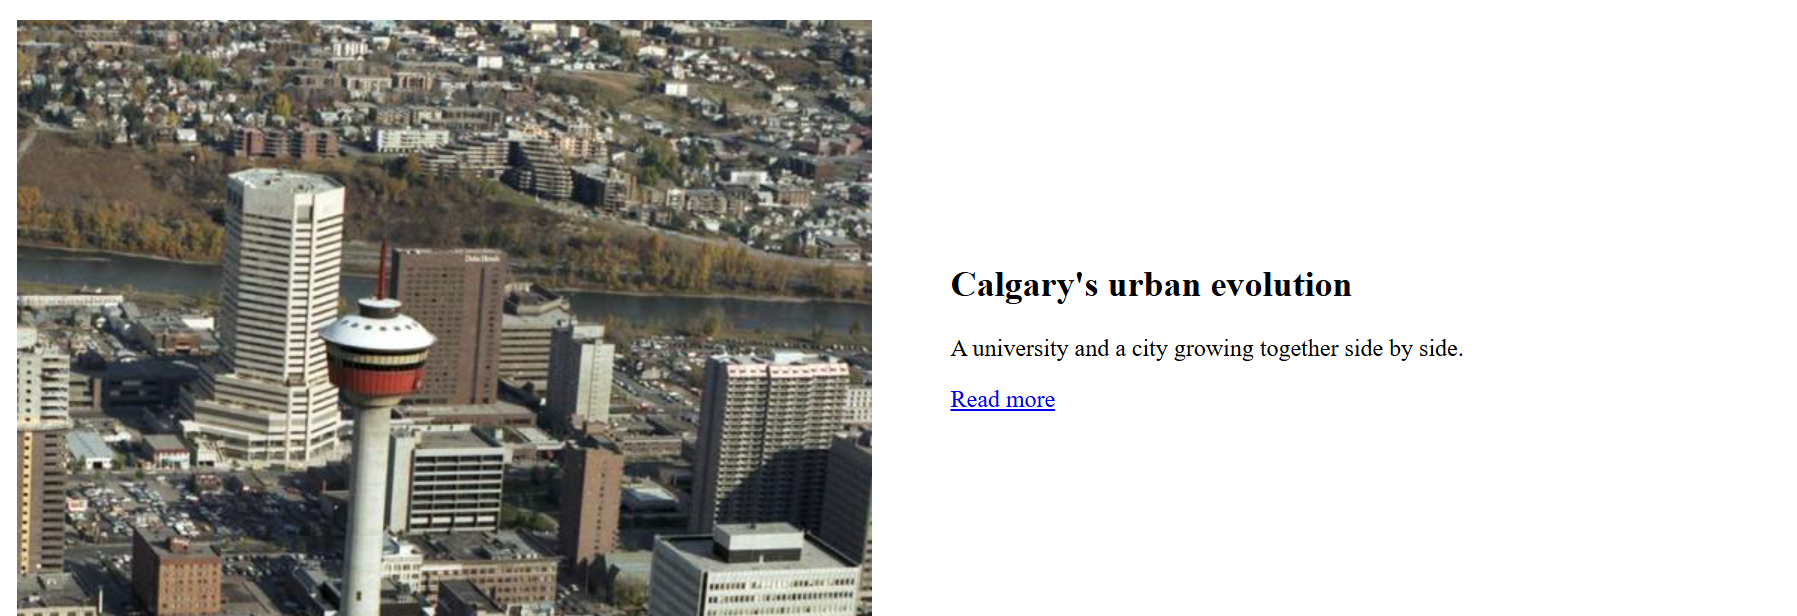 Calgary's urban evolution
A university and a city growing together side by side.
Read more